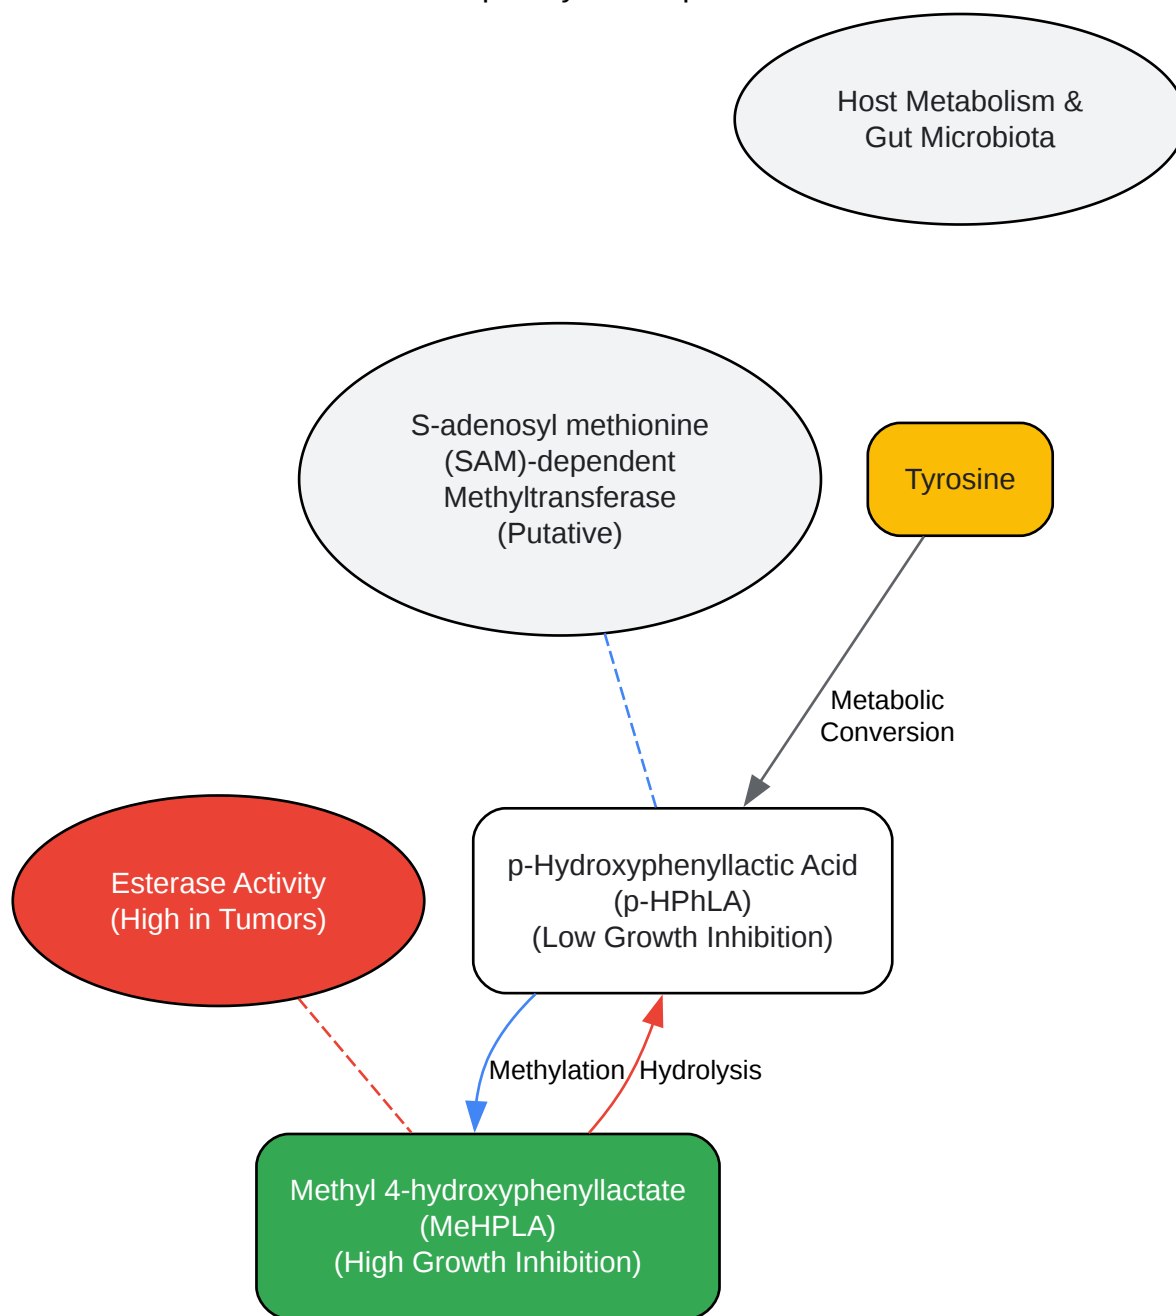 Host Metabolism &
Gut Microbiota
S-adenosyl methionine
(SAM)-dependent
Methyltransferase
(Putative)
Tyrosine
Metabolic
Conversion
p-Hydroxyphenyllactic Acid
(p-HPhLA)
(Low Growth Inhibition)
Esterase Activity
(High in Tumors)
Methylation
Hydrolysis
Methyl 4-hydroxyphenyllactate
(MeHPLA)
(High Growth Inhibition)